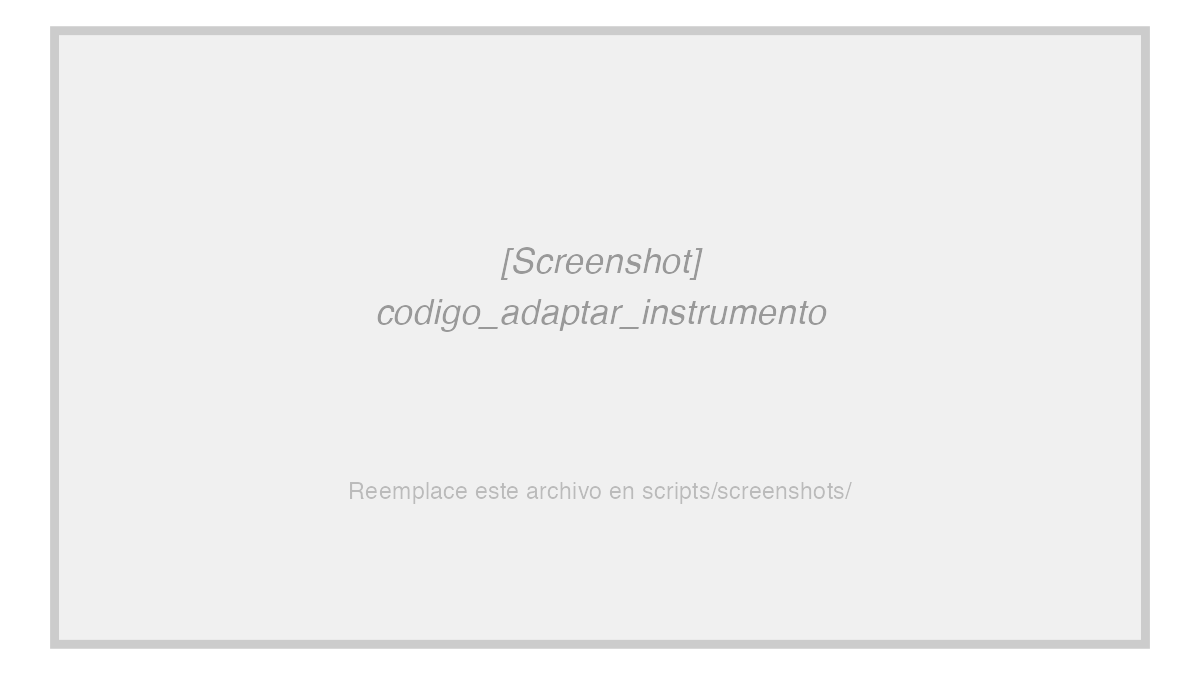 [Screenshot]
codigo_adaptar_instrumento
Reemplace este archivo en scripts/screenshots/